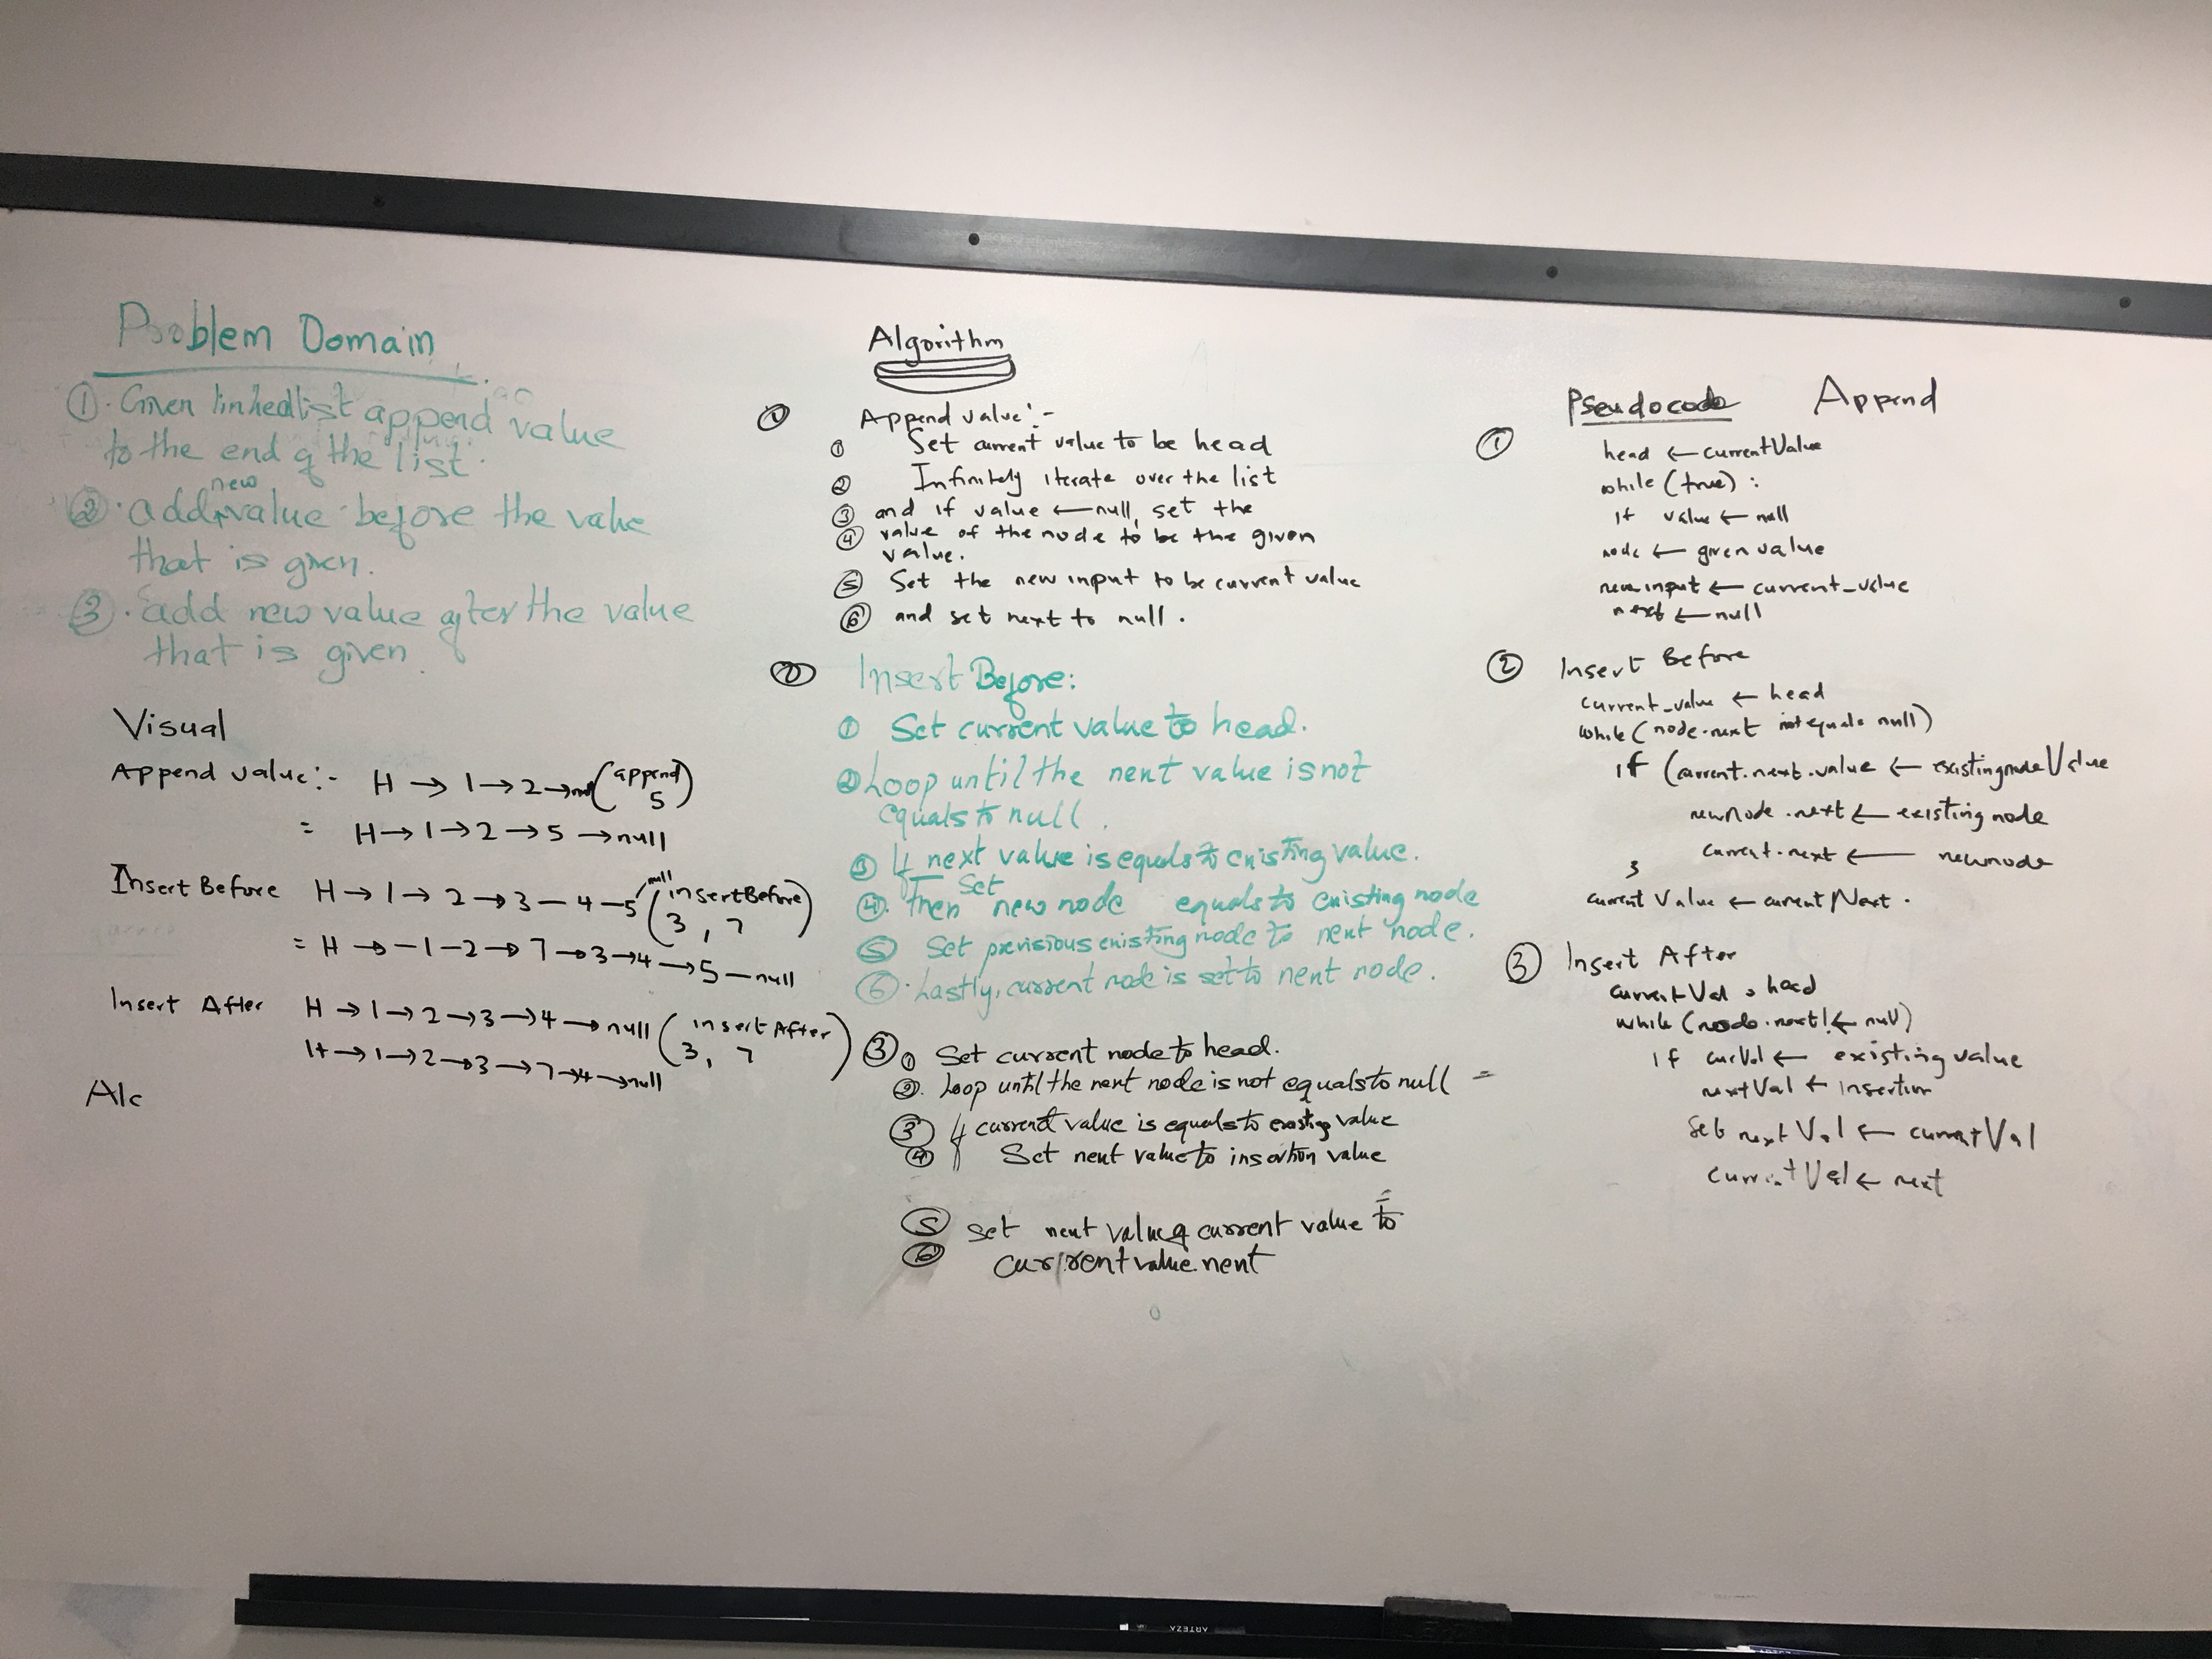 Problem Domain
①. Given linkedlist append value
to the end of the list.
new
②. add value before the value
that is given.
③. add new value after the value
that is given.
Visual
Append value:- H → 1 → 2 → null (append 5)
= H → 1 → 2 → 5 → null
Insert Before H → 1 → 2 → 3 — 4 — 5 / null (insertBefore 3, 7)
= H → — 1 — 2 → 7 → 3 → 4 → 5 — null
Insert After H → 1 → 2 → 3 → 4 → null (insertAfter 3, 7)
H → 1 → 2 → 3 → 7 → 4 → null
Alc
Algorithm
① Append value:-
① Set current value to be head
② Infinitely iterate over the list
③ and if value ← null, set the
④ value of the node to be the given
value.
⑤ Set the new input to be current value
⑥ and set next to null.
② Insert Before:
① Set current value to head.
② Loop until the next value is not
equals to null.
③ If next value is equals to existing value.
Set
④. then new node equals to existing node
⑤ Set previsious existing node to next node.
⑥. Lastly, current node is set to next node.
③ ① Set current node to head.
②. Loop until the next node is not equals to null =
③ If current value is equals to existing value
④ Set next value to insertion value
=
⑤ set next value of current value to
⑥ current value.next
Pseudocode Append
① head ← currentValue
while (true) :
if value ← null
node ← given value
new input ← current_value
next ← null
② Insert Before
current_value ← head
while (node.next not equals null)
if (current.next.value ← existingnodeValue
newNode.next ← existing node
current.next ← newnode
}
current Value ← current Next.
③ Insert After
currentVal = head
while (node.next! ← null)
if curVal ← existing value
nextVal ← insertion
Set nextVal ← currentVal
currentVal ← next
ARTEZA